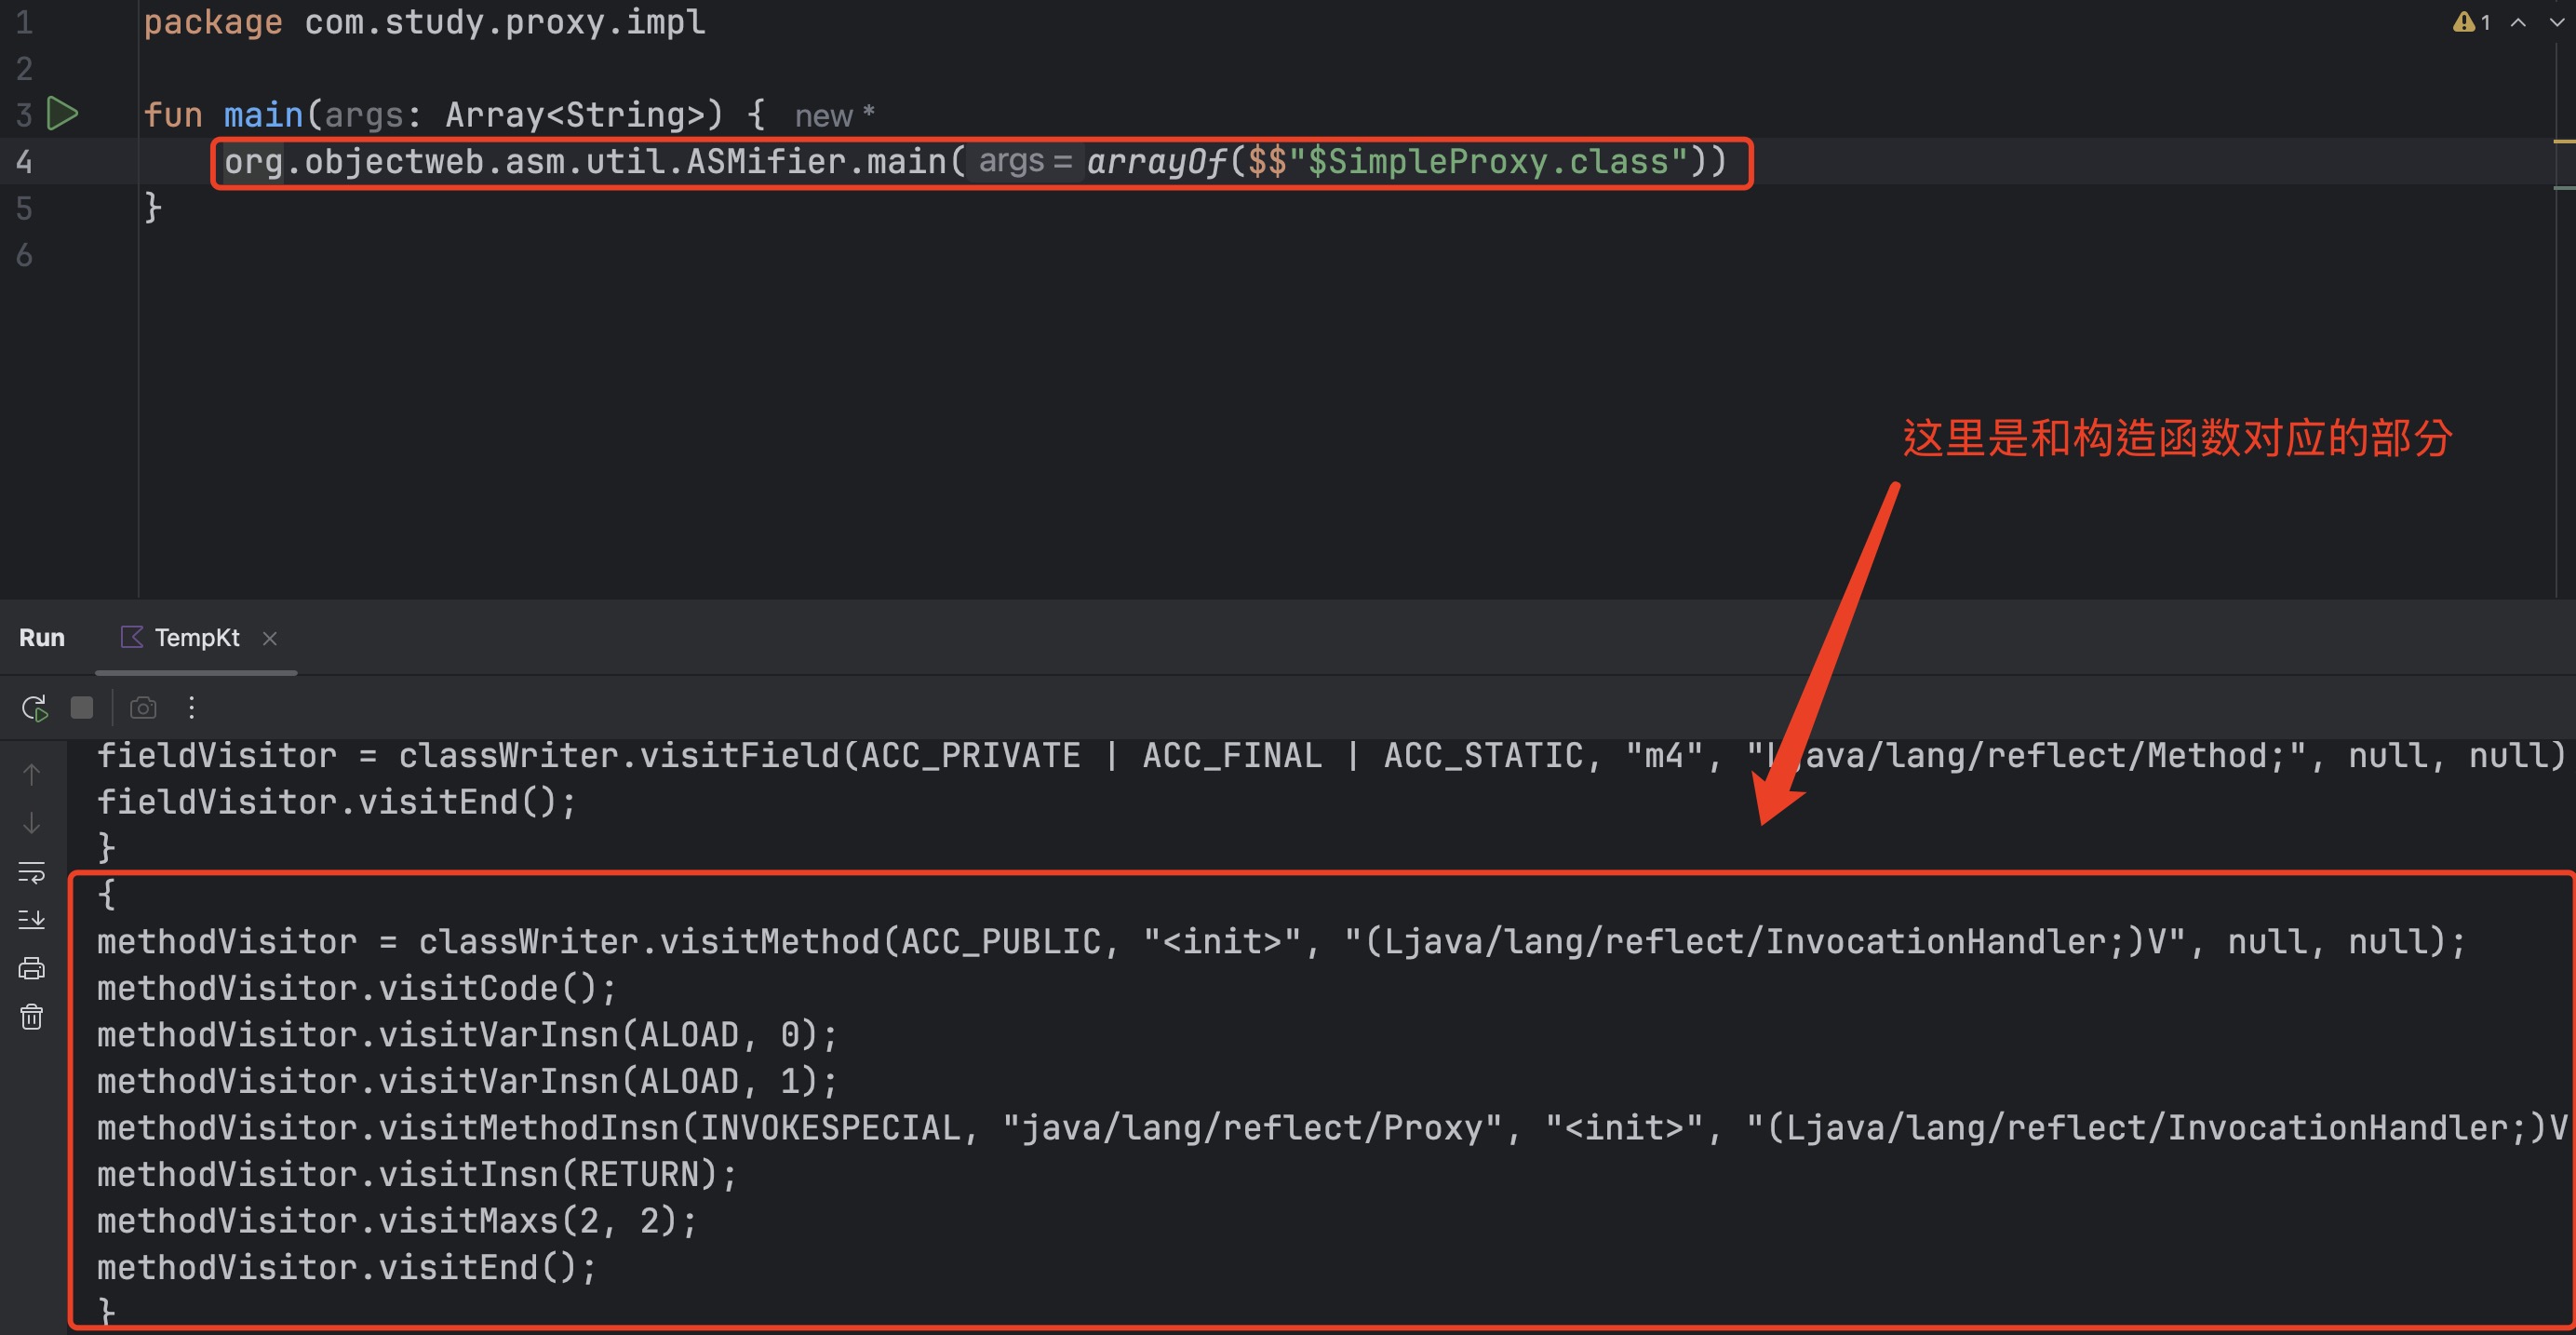 1 package com.study.proxy.impl
⚠ 1
2
3 fun main(args: Array<String>) { new *
4 org.objectweb.asm.util.ASMifier.main( args = arrayOf($$"$SimpleProxy.class"))
5 }
6
这里是和构造函数对应的部分
Run TempKt ×
fieldVisitor = classWriter.visitField(ACC_PRIVATE | ACC_FINAL | ACC_STATIC, "m4", "Ljava/lang/reflect/Method;", null, null)
fieldVisitor.visitEnd();
}
{
methodVisitor = classWriter.visitMethod(ACC_PUBLIC, "<init>", "(Ljava/lang/reflect/InvocationHandler;)V", null, null);
methodVisitor.visitCode();
methodVisitor.visitVarInsn(ALOAD, 0);
methodVisitor.visitVarInsn(ALOAD, 1);
methodVisitor.visitMethodInsn(INVOKESPECIAL, "java/lang/reflect/Proxy", "<init>", "(Ljava/lang/reflect/InvocationHandler;)V
methodVisitor.visitInsn(RETURN);
methodVisitor.visitMaxs(2, 2);
methodVisitor.visitEnd();
}